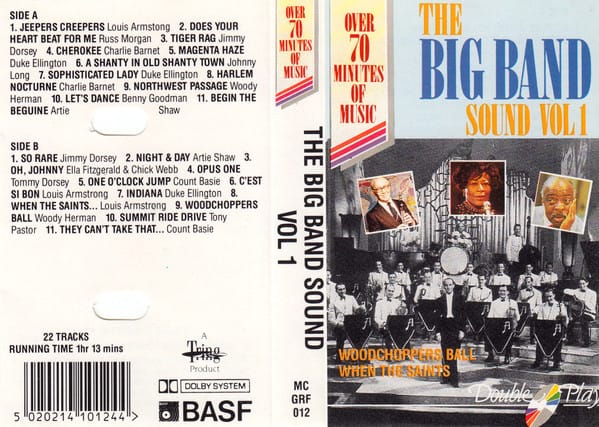 SIDE A
1. JEEPERS CREEPERS Louis Armstong 2. DOES YOUR
HEART BEAT FOR ME Russ Morgan 3. TIGER RAG Jimmy
Dorsey 4. CHEROKEE Charlie Barnet 5. MAGENTA HAZE
Duke Ellington 6. A SHANTY IN OLD SHANTY TOWN Johnny
Long 7. SOPHISTICATED LADY Duke Ellington 8. HARLEM
NOCTURNE Charlie Barnet 9. NORTHWEST PASSAGE Woody
Herman 10. LET'S DANCE Benny Goodman 11. BEGIN THE
BEGUINE Artie Shaw
SIDE B
1. SO RARE Jimmy Dorsey 2. NIGHT & DAY Artie Shaw 3.
OH, JOHNNY Ella Fitzgerald & Chick Webb 4. OPUS ONE
Tommy Dorsey 5. ONE O'CLOCK JUMP Count Basie 6. C'EST
SI BON Louis Armstrong 7. INDIANA Duke Ellington 8.
WHEN THE SAINTS... Louis Armstrong 9. WOODCHOPPERS
BALL Woody Herman 10. SUMMIT RIDE DRIVE Tony
Pastor 11. THEY CAN'T TAKE THAT... Count Basie
22 TRACKS
RUNNING TIME 1hr 13 mins
A
Tring
Product
DOLBY SYSTEM
BASF
5 020214 101244 >
OVER
70
MINUTES
OF
MUSIC
THE BIG BAND SOUND
VOL 1
MC
GRF
012
OVER
70
MINUTES
OF
MUSIC
THE
BIG BAND
SOUND VOL 1
WOODCHOPPERS BALL
WHEN THE SAINTS
Double Play